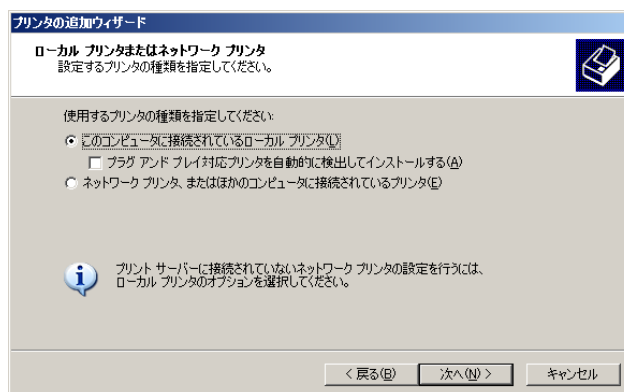 プリンタの追加ウィザード
ローカル プリンタまたはネットワーク プリンタ
設定するプリンタの種類を指定してください。
使用するプリンタの種類を指定してください:
このコンピュータに接続されているローカル プリンタ(L)
プラグ アンド プレイ対応プリンタを自動的に検出してインストールする(A)
ネットワーク プリンタ、またはほかのコンピュータに接続されているプリンタ(E)
プリント サーバーに接続されていないネットワーク プリンタの設定を行うには、
ローカル プリンタのオプションを選択してください。
< 戻る(B) 次へ(N) > キャンセル